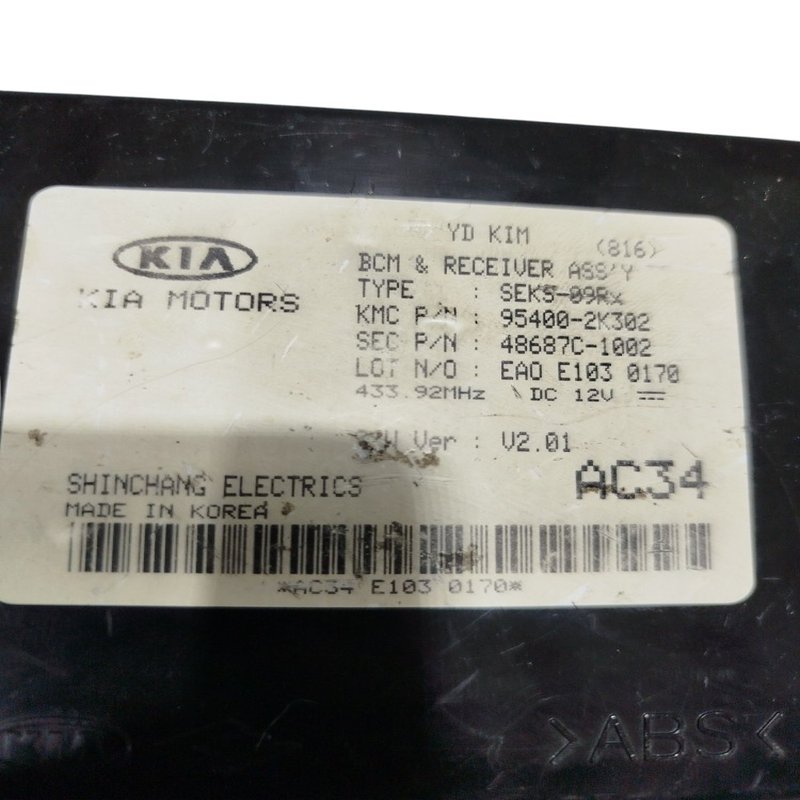 YD KIM (816)
KIA
KIA MOTORS
BCM & RECEIVER ASS'Y
TYPE : SEKS-09Rx
KMC P/N : 95400-2K302
SEC P/N : 48687C-1002
LOT N/O : EAO E103 0170
433.92MHz DC 12V
Ver : V2.01
SHINCHANG ELECTRICS
AC34
MADE IN KOREA
*AC34 E103 0170*
>ABS<